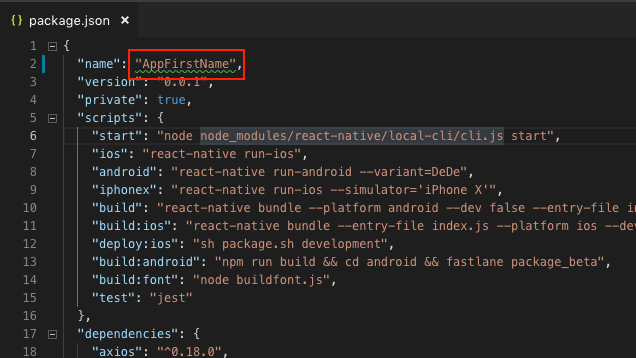 {} package.json ×
1 {
2 "name": "AppFirstName",
3 "version": "0.0.1",
4 "private": true,
5 "scripts": {
6 "start": "node node_modules/react-native/local-cli/cli.js start",
7 "ios": "react-native run-ios",
8 "android": "react-native run-android --variant=DeDe",
9 "iphonex": "react-native run-ios --simulator='iPhone X'",
10 "build": "react-native bundle --platform android --dev false --entry-file in
11 "build:ios": "react-native bundle --entry-file index.js --platform ios --dev
12 "deploy:ios": "sh package.sh development",
13 "build:android": "npm run build && cd android && fastlane package_beta",
14 "build:font": "node buildfont.js",
15 "test": "jest"
16 },
17 "dependencies": {
18 "axios": "^0.18.0",